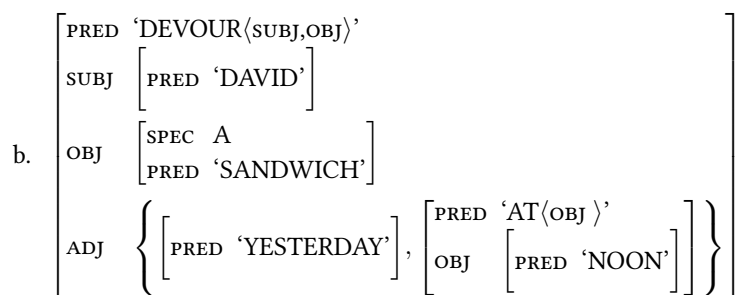 PRED ‘DEVOUR⟨SUBJ,OBJ⟩’
SUBJ [PRED ‘DAVID’]
b. OBJ [SPEC A
PRED ‘SANDWICH’]
ADJ { [PRED ‘YESTERDAY’], [PRED ‘AT⟨OBJ ⟩’
OBJ [PRED ‘NOON’]] }